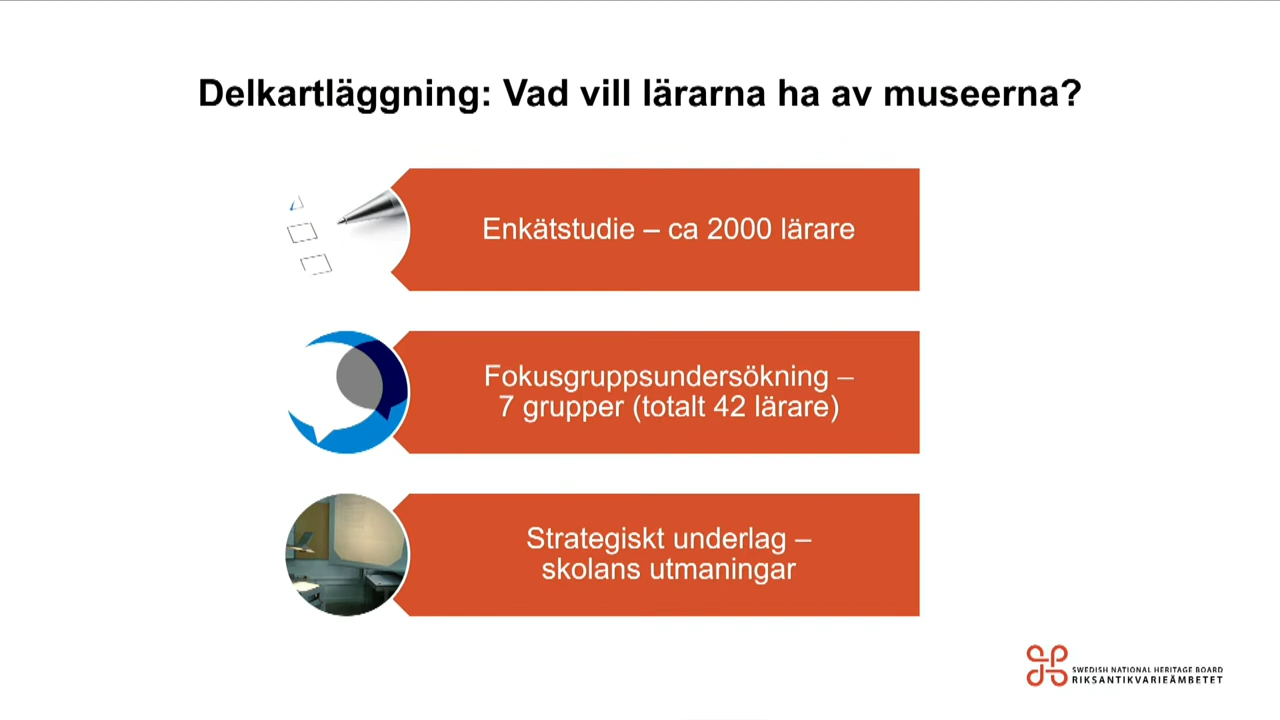 Delkartläggning: Vad vill lärarna ha av museerna?
Enkätstudie – ca 2000 lärare
Fokusgruppsundersökning –
7 grupper (totalt 42 lärare)
Strategiskt underlag –
skolans utmaningar
SWEDISH NATIONAL HERITAGE BOARD
RIKSANTIKVARIEÄMBETET